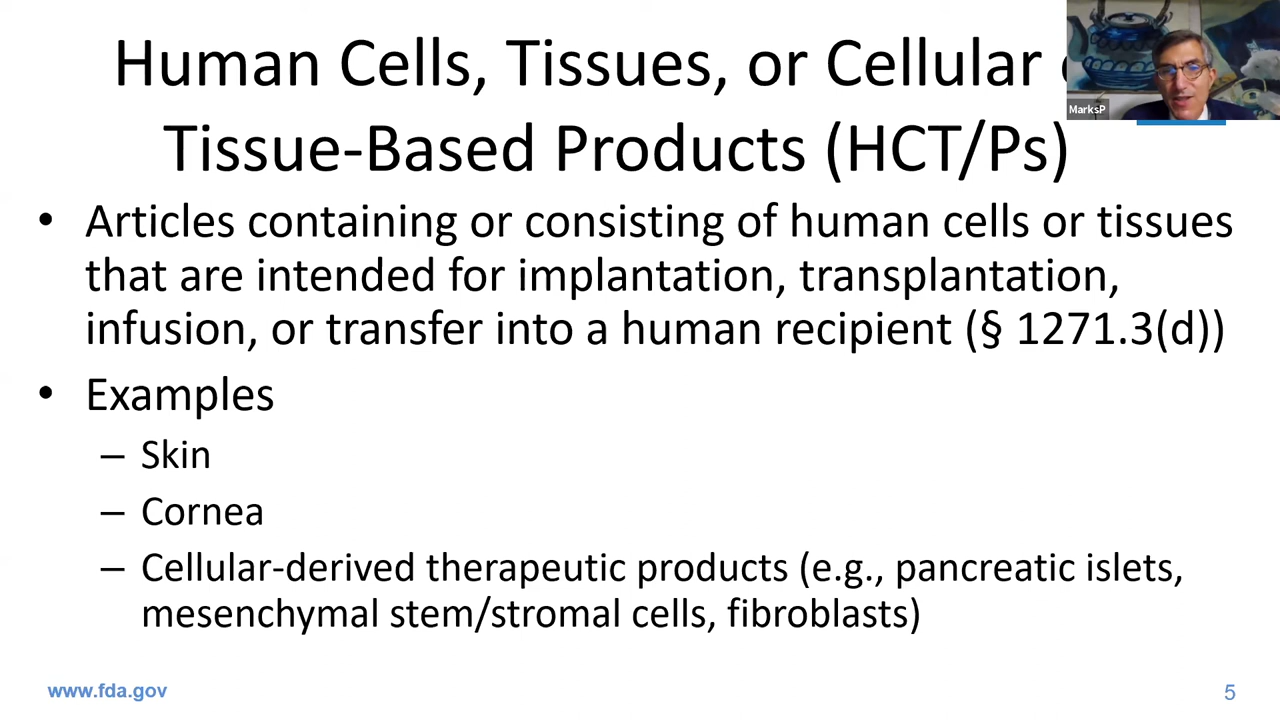 Human Cells, Tissues, or Cellular
Tissue-Based Products (HCT/Ps)
MarksP
• Articles containing or consisting of human cells or tissues
that are intended for implantation, transplantation,
infusion, or transfer into a human recipient (§ 1271.3(d))
• Examples
– Skin
– Cornea
– Cellular-derived therapeutic products (e.g., pancreatic islets,
mesenchymal stem/stromal cells, fibroblasts)
www.fda.gov
5